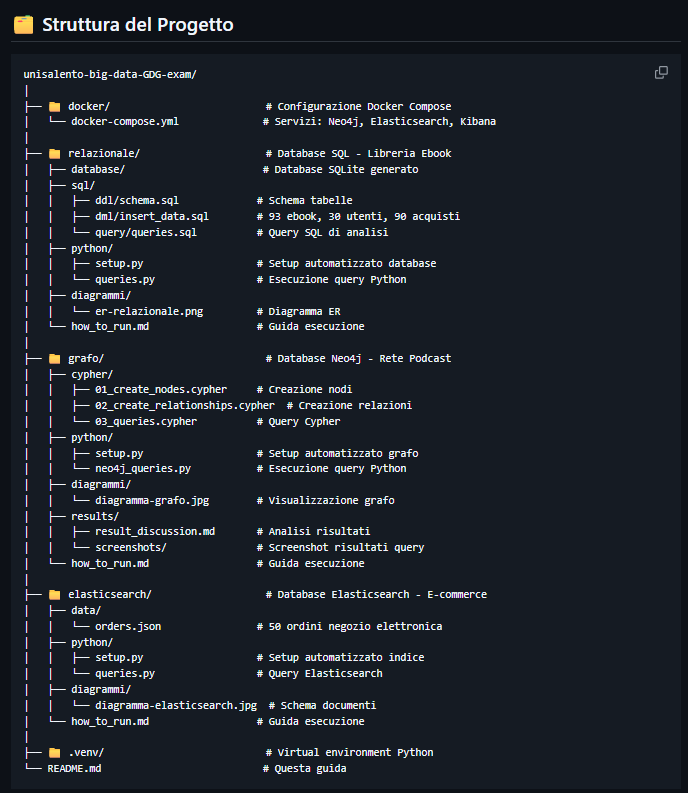 🗂️ Struttura del Progetto
unisalento-big-data-GDG-exam/
│
├── 📁 docker/                          # Configurazione Docker Compose
│   └── docker-compose.yml              # Servizi: Neo4j, Elasticsearch, Kibana
│
├── 📁 relazionale/                     # Database SQL - Libreria Ebook
│   ├── database/                       # Database SQLite generato
│   ├── sql/
│   │   ├── ddl/schema.sql             # Schema tabelle
│   │   ├── dml/insert_data.sql        # 93 ebook, 30 utenti, 90 acquisti
│   │   └── query/queries.sql          # Query SQL di analisi
│   ├── python/
│   │   ├── setup.py                   # Setup automatizzato database
│   │   └── queries.py                 # Esecuzione query Python
│   ├── diagrammi/
│   │   └── er-relazionale.png         # Diagramma ER
│   └── how_to_run.md                  # Guida esecuzione
│
├── 📁 grafo/                           # Database Neo4j - Rete Podcast
│   ├── cypher/
│   │   ├── 01_create_nodes.cypher     # Creazione nodi
│   │   ├── 02_create_relationships.cypher  # Creazione relazioni
│   │   └── 03_queries.cypher          # Query Cypher
│   ├── python/
│   │   ├── setup.py                   # Setup automatizzato grafo
│   │   └── neo4j_queries.py           # Esecuzione query Python
│   ├── diagrammi/
│   │   └── diagramma-grafo.jpg        # Visualizzazione grafo
│   ├── results/
│   │   ├── result_discussion.md       # Analisi risultati
│   │   └── screenshots/               # Screenshot risultati query
│   └── how_to_run.md                  # Guida esecuzione
│
├── 📁 elasticsearch/                   # Database Elasticsearch - E-commerce
│   ├── data/
│   │   └── orders.json                # 50 ordini negozio elettronica
│   ├── python/
│   │   ├── setup.py                   # Setup automatizzato indice
│   │   └── queries.py                 # Query Elasticsearch
│   ├── diagrammi/
│   │   └── diagramma-elasticsearch.jpg  # Schema documenti
│   └── how_to_run.md                  # Guida esecuzione
│
├── 📁 .venv/                           # Virtual environment Python
└── README.md                           # Questa guida